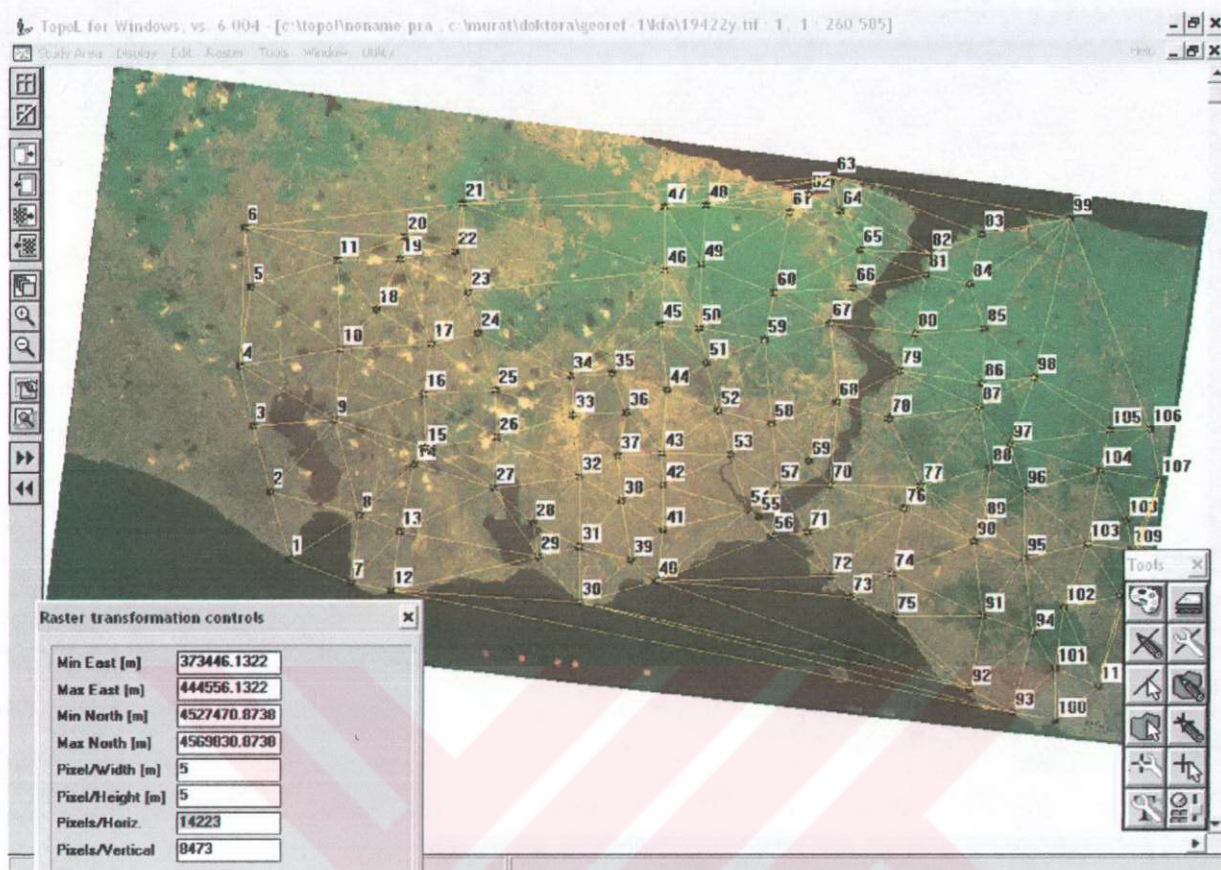 TopoL for Windows, vs. 6.004 - [c:\topol\noname.pra , c:\murat\doktora\georef-1\kfa\19422y.tif - 1, 1 : 260 585]
Study Area Display Edit Raster Tools Window Utility Help
63
62
21 47 48 61 64 99
6 20 83
11 19 22 65 82
46 49 81
5 23 60 66 84
18
17 24 45 50 59 67 80 85
10
4 34 35 51 79 86 98
16 25 44 87
3 9 33 36 52 58 68 78 105 106
15 26 97
14 37 43 53 69 88
2 27 32 42 57 70 77 96 104 107
8 38 54 76
28 55 89 103
13 31 41 56 71 90
1 29 39 95 103 109
7 12 30 40 72 74
73
75 91 102
94
92 101
93 100 11
Tools
Raster transformation controls
Min East [m] 373446.1322
Max East [m] 444556.1322
Min North [m] 4527470.8738
Max North [m] 4569830.8738
Pixel/Width [m] 5
Pixel/Height [m] 5
Pixels/Horiz. 14223
Pixels/Vertical 8473